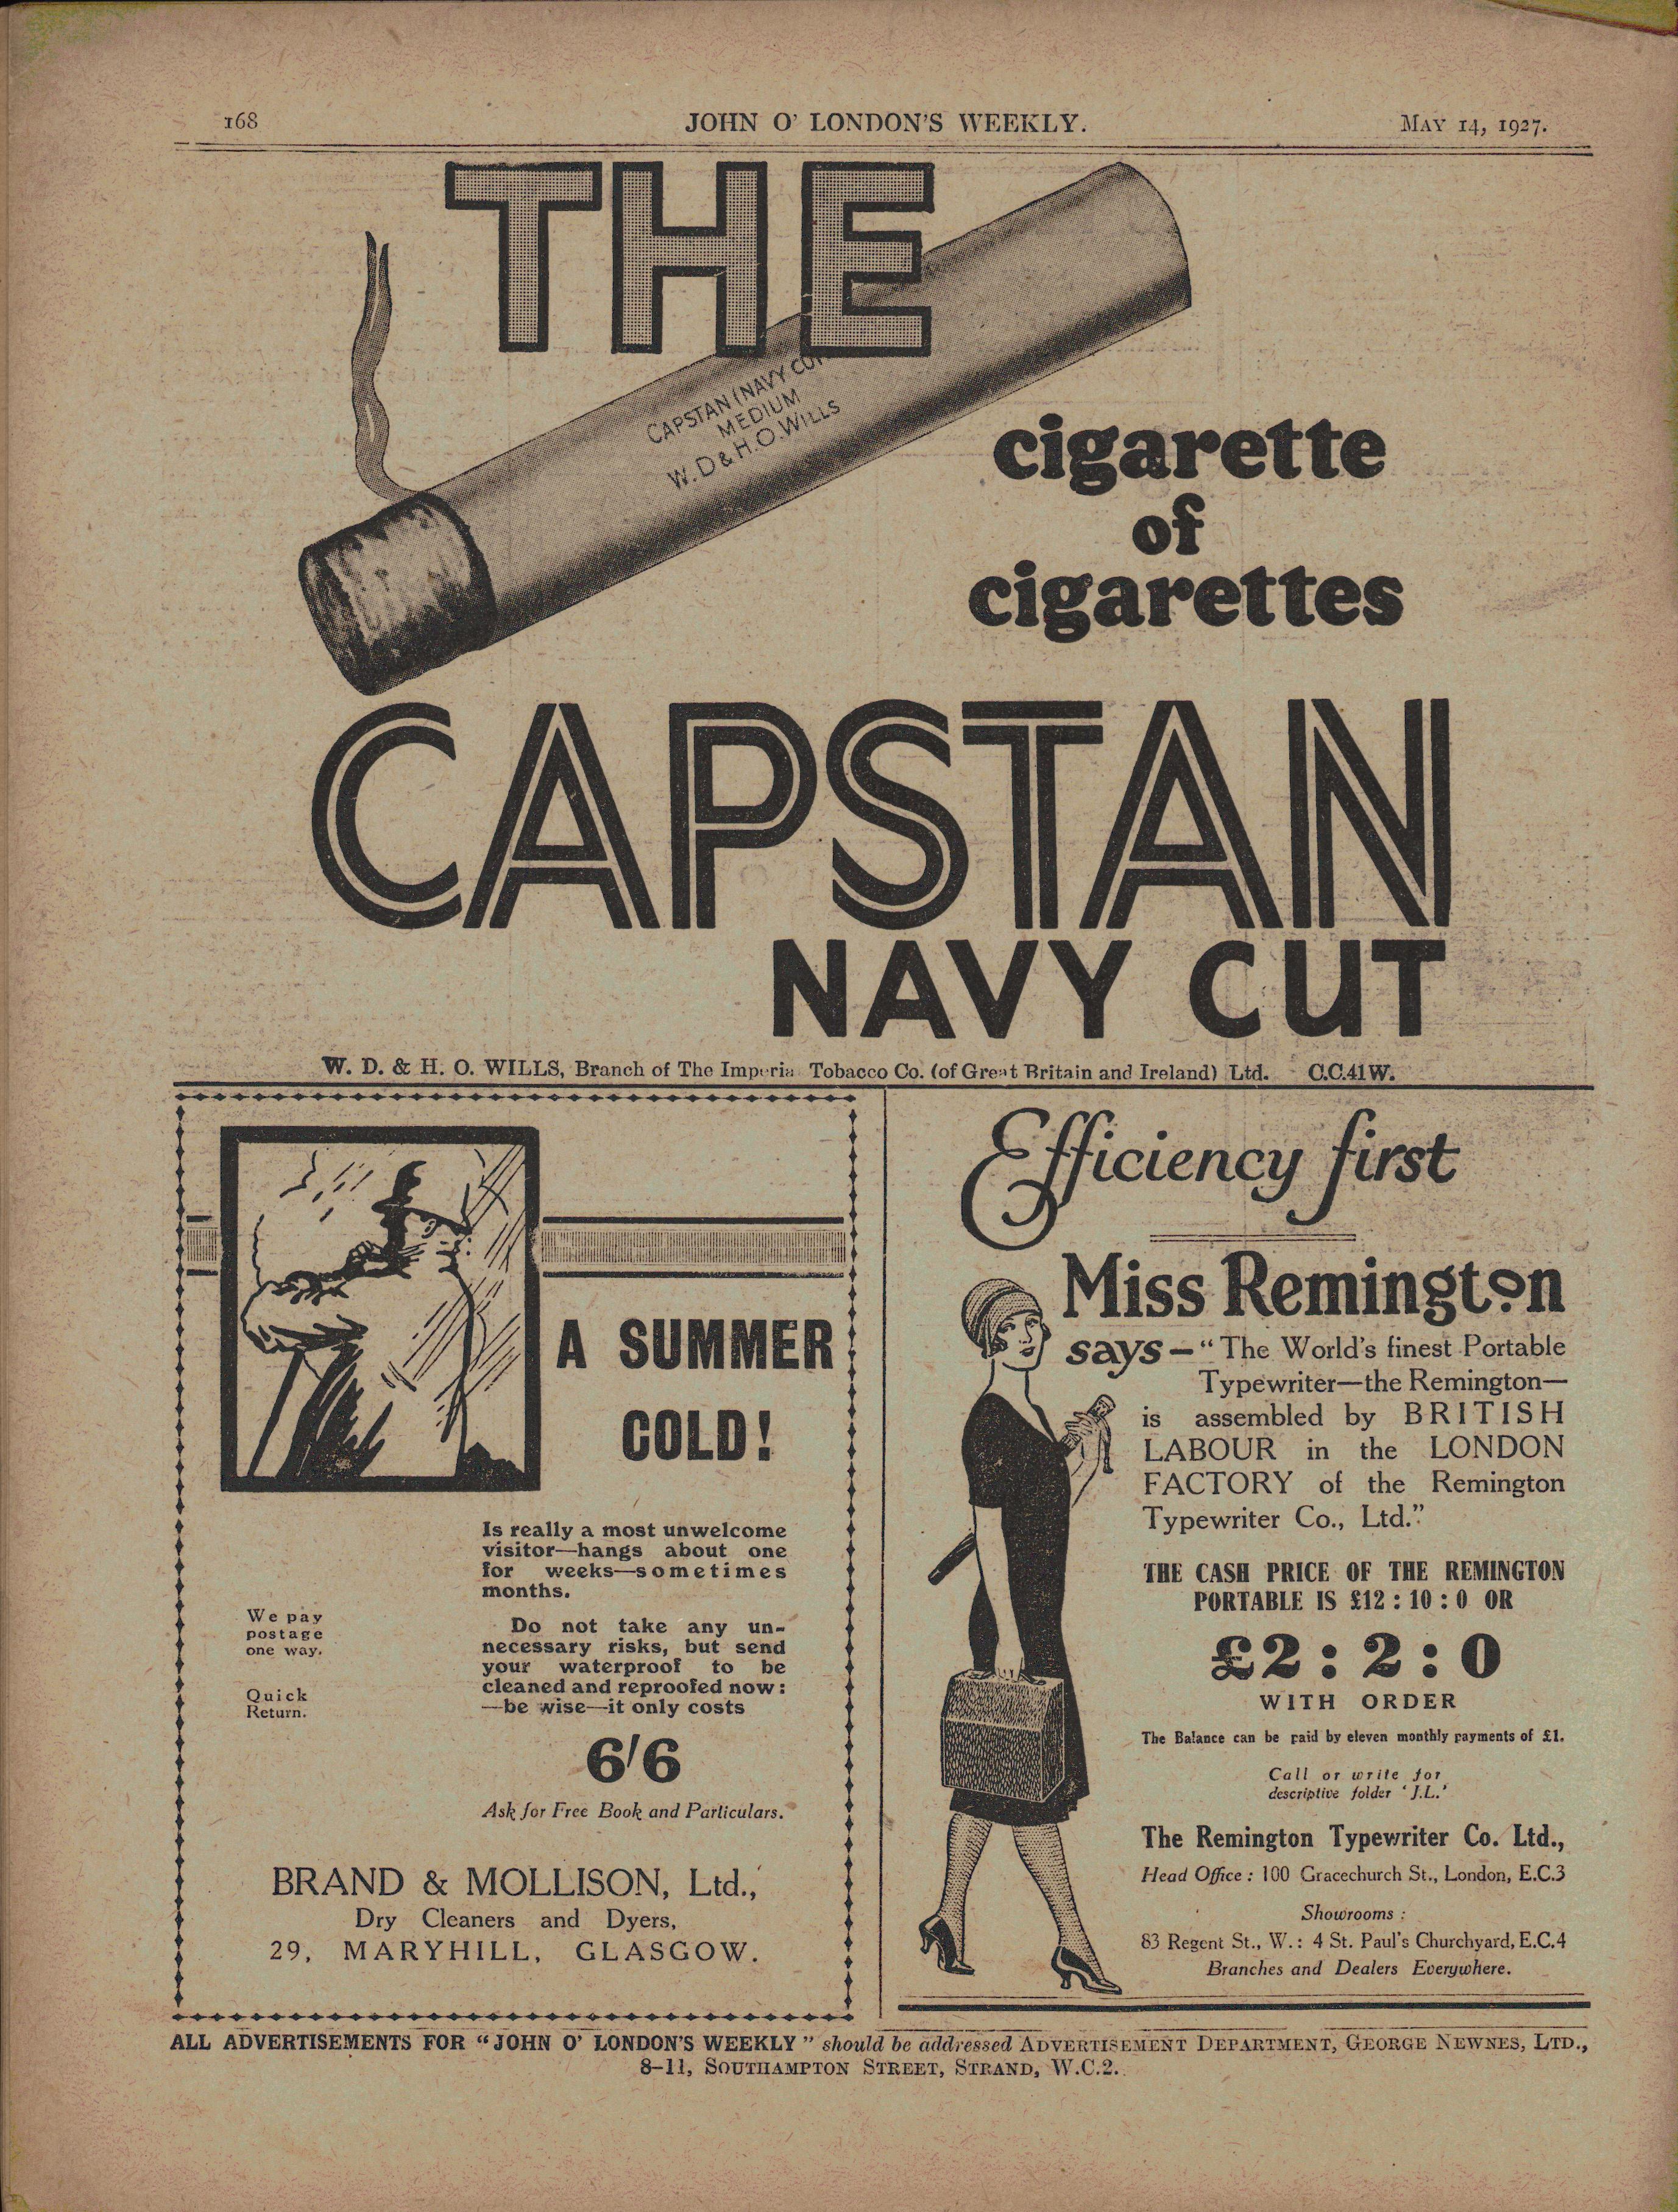 168
JOHN O' LONDON'S WEEKLY.
MAY 14, 1927.
THE
CAPSTAN (NAVY CUT
MEDIUM
W.D & H.O. WILLS
cigarette
of
cigarettes
CAPSTAN
NAVY CUT
W. D. & H. O. WILLS, Branch of The Imperia Tobacco Co. (of Great Britain and Ireland) Ltd. C.C.41W.
A SUMMER
COLD!
Is really a most unwelcome
visitor—hangs about one
for weeks—sometimes
months.
We pay
postage
one way.
Quick
Return.
Do not take any un-
necessary risks, but send
your waterproof to be
cleaned and reproofed now:
—be wise—it only costs
6/6
Ask for Free Book and Particulars.
BRAND & MOLLISON, Ltd.,
Dry Cleaners and Dyers,
29, MARYHILL, GLASGOW.
Efficiency first
Miss Remington
says—"The World's finest Portable
Typewriter—the Remington—
is assembled by BRITISH
LABOUR in the LONDON
FACTORY of the Remington
Typewriter Co., Ltd."
THE CASH PRICE OF THE REMINGTON
PORTABLE IS £12 : 10 : 0 OR
£2 : 2 : 0
WITH ORDER
The Balance can be paid by eleven monthly payments of £1.
Call or write for
descriptive folder 'J.L.'
The Remington Typewriter Co. Ltd.,
Head Office : 100 Gracechurch St., London, E.C.3
Showrooms :
83 Regent St., W. : 4 St. Paul's Churchyard, E.C.4
Branches and Dealers Everywhere.
ALL ADVERTISEMENTS FOR "JOHN O' LONDON'S WEEKLY" should be addressed ADVERTISEMENT DEPARTMENT, GEORGE NEWNES, LTD.,
8-11, SOUTHAMPTON STREET, STRAND, W.C.2.